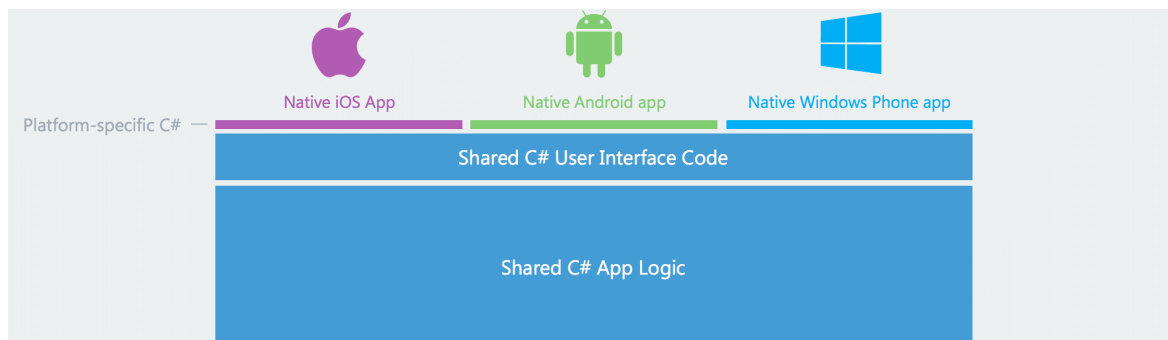 Native iOS App
Native Android app
Native Windows Phone app
Platform-specific C#
Shared C# User Interface Code
Shared C# App Logic